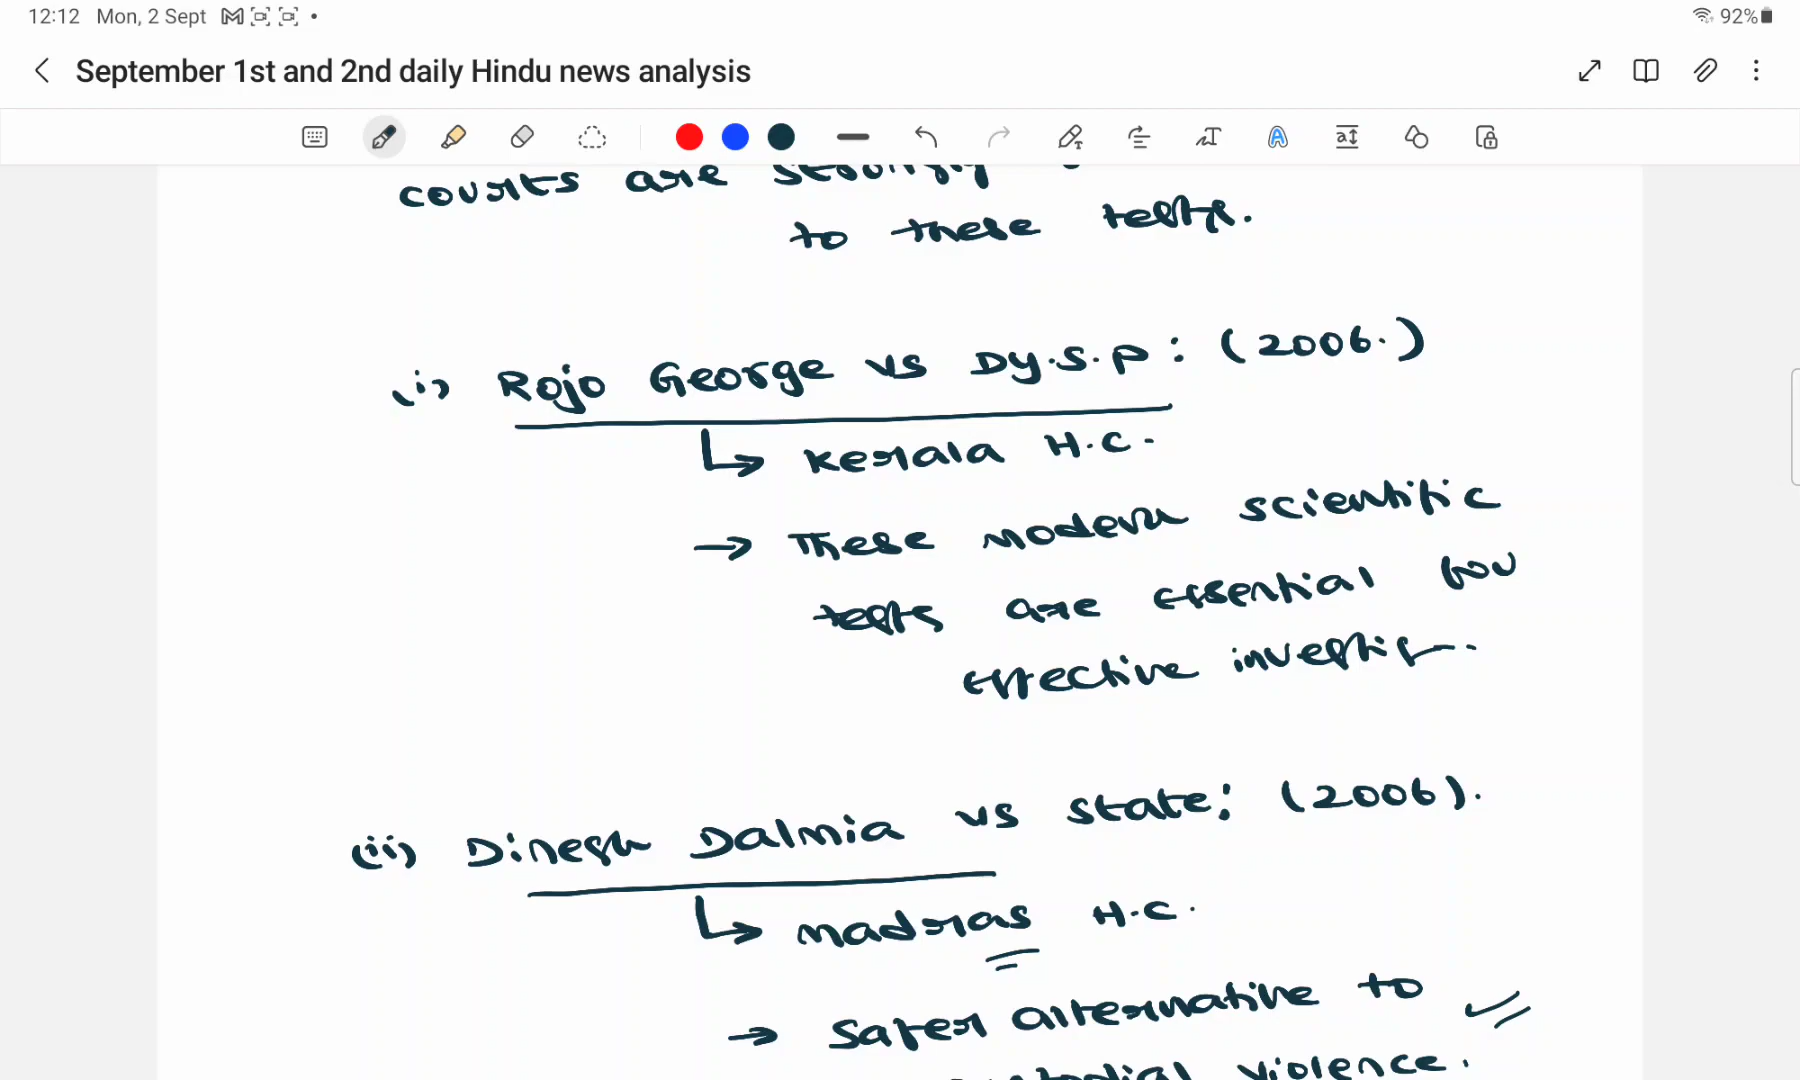 12:12 Mon, 2 Sept 92%
September 1st and 2nd daily Hindu news analysis
courts are strongly
to these tests.
(i) Rojo George vs Dy.S.P: (2006.)
↳ Kerala H.C.
→ These modern scientific
tests are essential for
effective investig
(ii) Dinesh Dalmia vs state: (2006).
↳ Madras H.C.
→ Safer alternative to
violence.